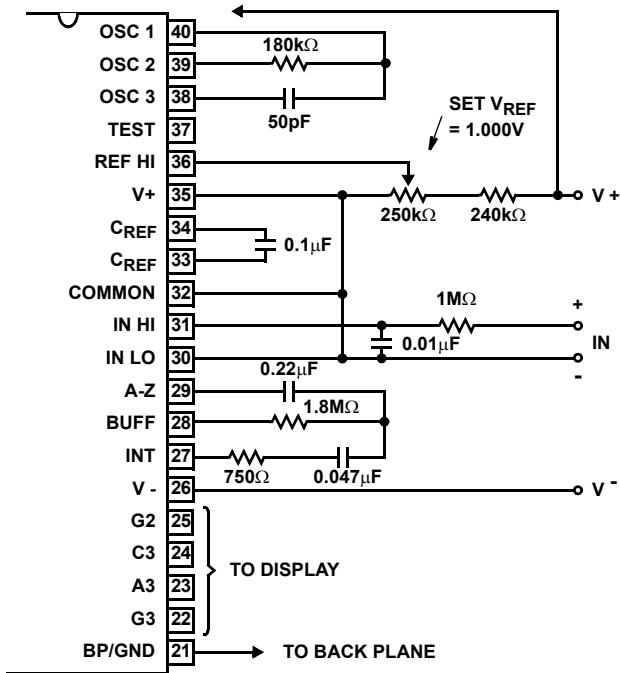 OSC 1 40
180kΩ
OSC 2 39
OSC 3 38
50pF
SET VREF
= 1.000V
TEST 37
REF HI 36
V+ 35
250kΩ 240kΩ V +
CREF 34
0.1µF
CREF 33
COMMON 32
1MΩ
IN HI 31 +
0.01µF IN
IN LO 30 -
0.22µF
A-Z 29
1.8MΩ
BUFF 28
INT 27
750Ω 0.047µF
V - 26 V -
G2 25
C3 24
TO DISPLAY
A3 23
G3 22
BP/GND 21 TO BACK PLANE